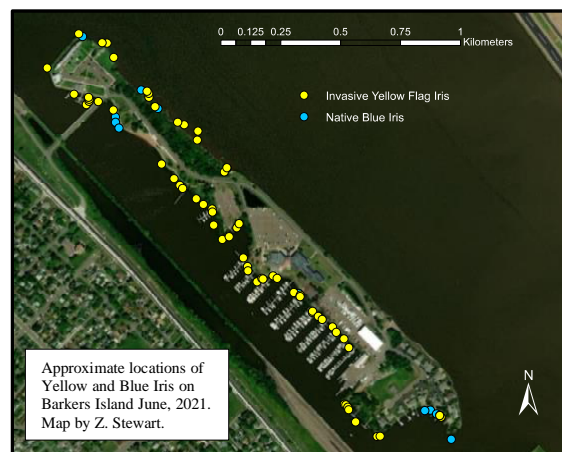 0 0.125 0.25 0.5 0.75 1
Kilometers
Invasive Yellow Flag Iris
Native Blue Iris
N
Approximate locations of
Yellow and Blue Iris on
Barkers Island June, 2021.
Map by Z. Stewart.